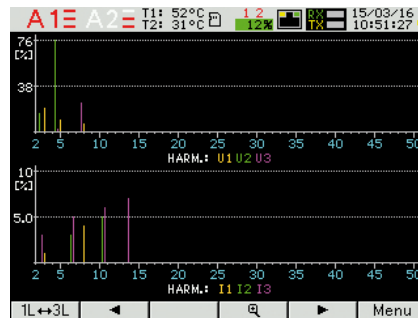 A1 A2 T1: 52°C 1 2 RX 15/03/16
T2: 31°C 12% TX 10:51:27
76
[%]
38
2 5 10 15 20 25 30 35 40 45 50
HARM.: U1 U2 U3
10
[%]
5.0
2 5 10 15 20 25 30 35 40 45 50
HARM.: I1 I2 I3
1L↔3L ◄ ► Menu